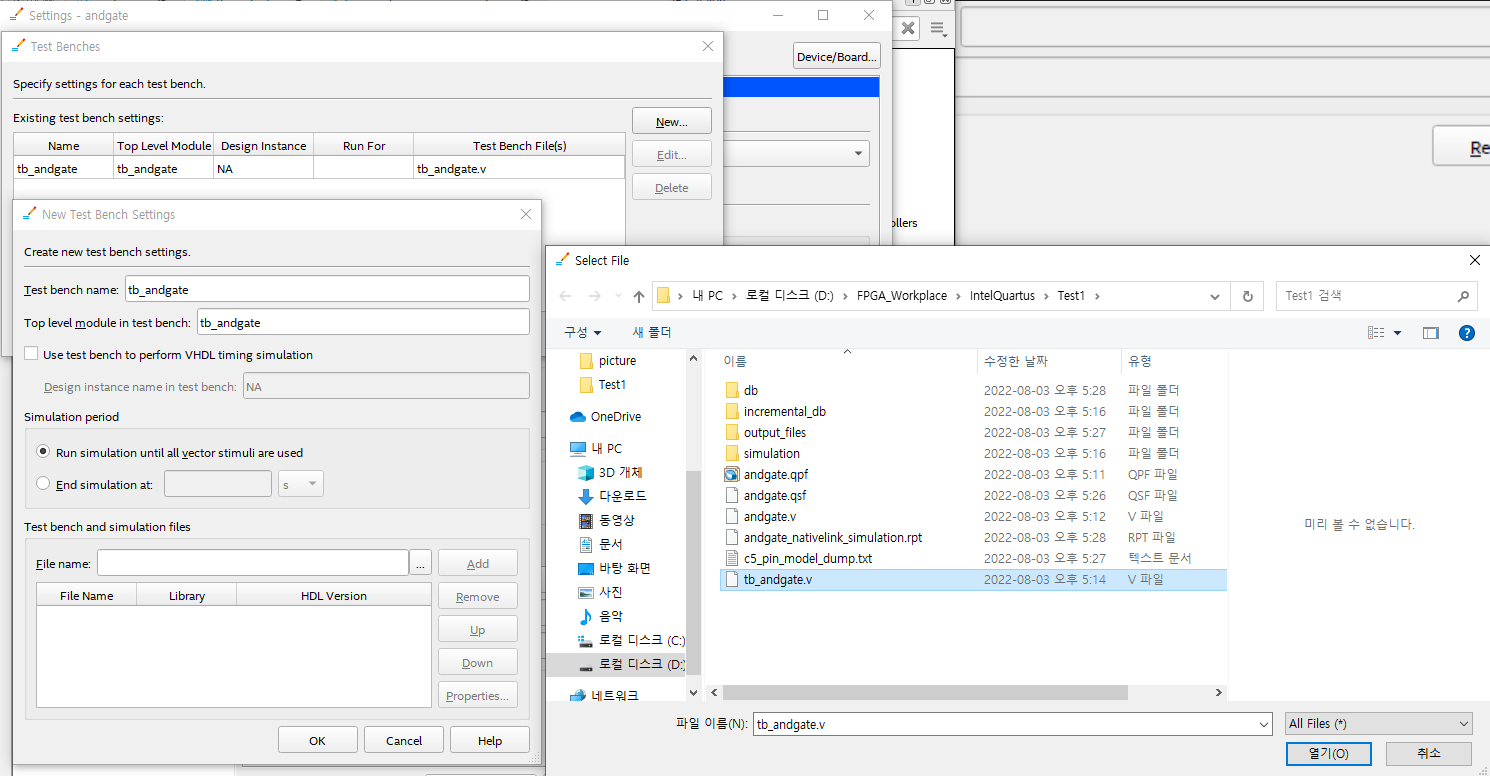 Settings - andgate
Test Benches
Device/Board...
Specify settings for each test bench.
Existing test bench settings:
New...
Name Top Level Module Design Instance Run For Test Bench File(s)
tb_andgate tb_andgate NA tb_andgate.v
Edit...
Delete
Re
ollers
New Test Bench Settings
Create new test bench settings.
Test bench name: tb_andgate
Top level module in test bench: tb_andgate
Use test bench to perform VHDL timing simulation
Design instance name in test bench: NA
Simulation period
Run simulation until all vector stimuli are used
End simulation at: s
Test bench and simulation files
File name: ... Add
File Name Library HDL Version
Remove
Up
Down
Properties...
OK Cancel Help
Select File
내 PC › 로컬 디스크 (D:) › FPGA_Workplace › IntelQuartus › Test1 ›
Test1 검색
구성 새 폴더
picture
Test1
OneDrive
내 PC
3D 개체
다운로드
동영상
문서
바탕 화면
사진
음악
로컬 디스크 (C:)
로컬 디스크 (D:)
네트워크
이름 수정한 날짜 유형
db 2022-08-03 오후 5:28 파일 폴더
incremental_db 2022-08-03 오후 5:16 파일 폴더
output_files 2022-08-03 오후 5:27 파일 폴더
simulation 2022-08-03 오후 5:16 파일 폴더
andgate.qpf 2022-08-03 오후 5:11 QPF 파일
andgate.qsf 2022-08-03 오후 5:26 QSF 파일
andgate.v 2022-08-03 오후 5:12 V 파일
andgate_nativelink_simulation.rpt 2022-08-03 오후 5:28 RPT 파일
c5_pin_model_dump.txt 2022-08-03 오후 5:27 텍스트 문서
tb_andgate.v 2022-08-03 오후 5:14 V 파일
미리 볼 수 없습니다.
파일 이름(N): tb_andgate.v All Files (*)
열기(O) 취소